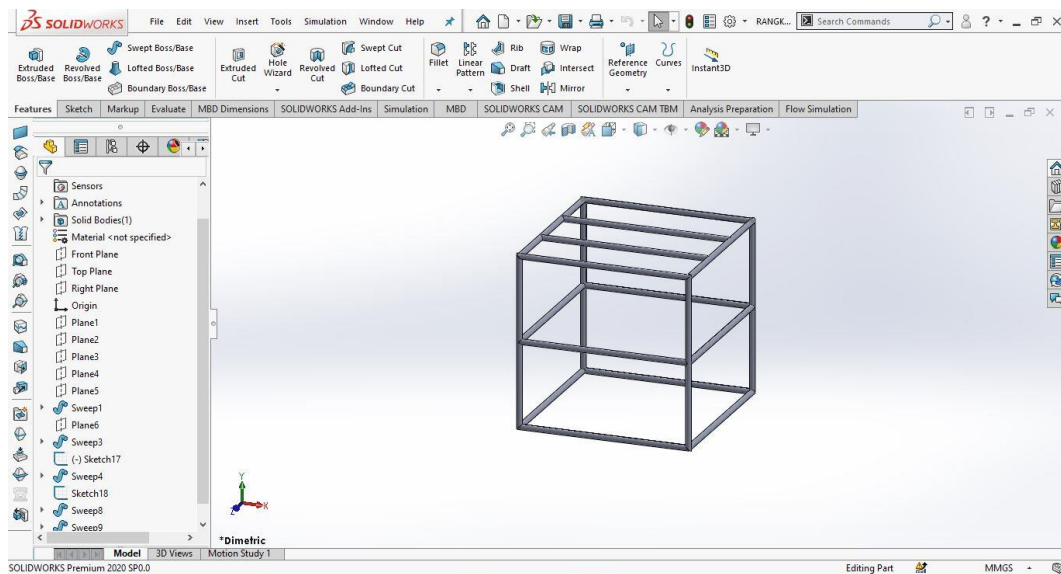 SOLIDWORKS File Edit View Insert Tools Simulation Window Help RANGK... Search Commands ?
Extruded Boss/Base
Revolved Boss/Base
Swept Boss/Base
Lofted Boss/Base
Boundary Boss/Base
Extruded Cut
Hole Wizard
Revolved Cut
Swept Cut
Lofted Cut
Boundary Cut
Fillet
Linear Pattern
Rib
Draft
Shell
Wrap
Intersect
Mirror
Reference Geometry
Curves
Instant3D
Features Sketch Markup Evaluate MBD Dimensions SOLIDWORKS Add-Ins Simulation MBD SOLIDWORKS CAM SOLIDWORKS CAM TBM Analysis Preparation Flow Simulation
Sensors
Annotations
Solid Bodies(1)
Material <not specified>
Front Plane
Top Plane
Right Plane
Origin
Plane1
Plane2
Plane3
Plane4
Plane5
Sweep1
Plane6
Sweep3
(-) Sketch17
Sweep4
Sketch18
Sweep8
Sweep9
Y
X
Z
*Dimetric
Model 3D Views Motion Study 1
SOLIDWORKS Premium 2020 SP0.0 Editing Part MMGS